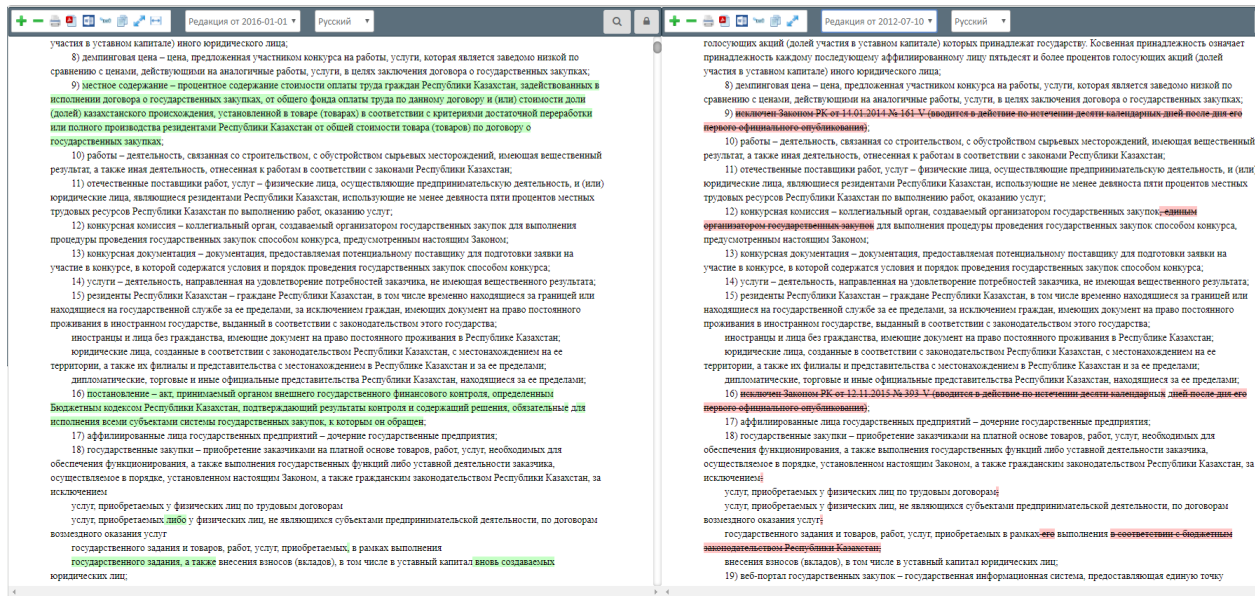 Редакция от 2016-01-01
Русский
участия в уставном капитале) иного юридического лица;
8) демпинговая цена – цена, предложенная участником конкурса на работы, услуги, которая является заведомо низкой по
сравнению с ценами, действующими на аналогичные работы, услуги, в целях заключения договора о государственных закупках;
9) местное содержание – процентное содержание стоимости оплаты труда граждан Республики Казахстан, задействованных в
исполнении договора о государственных закупках, от общего фонда оплаты труда по данному договору и (или) стоимости доли
(долей) казахстанского происхождения, установленной в товаре (товарах) в соответствии с критериями достаточной переработки
или полного производства резидентами Республики Казахстан от общей стоимости товара (товаров) по договору о
государственных закупках;
10) работы – деятельность, связанная со строительством, с обустройством сырьевых месторождений, имеющая вещественный
результат, а также иная деятельность, отнесенная к работам в соответствии с законами Республики Казахстан;
11) отечественные поставщики работ, услуг – физические лица, осуществляющие предпринимательскую деятельность, и (или)
юридические лица, являющиеся резидентами Республики Казахстан, использующие не менее девяноста пяти процентов местных
трудовых ресурсов Республики Казахстан по выполнению работ, оказанию услуг;
12) конкурсная комиссия – коллегиальный орган, создаваемый организатором государственных закупок для выполнения
процедуры проведения государственных закупок способом конкурса, предусмотренным настоящим Законом;
13) конкурсная документация – документация, предоставляемая потенциальному поставщику для подготовки заявки на
участие в конкурсе, в которой содержатся условия и порядок проведения государственных закупок способом конкурса;
14) услуги – деятельность, направленная на удовлетворение потребностей заказчика, не имеющая вещественного результата;
15) резиденты Республики Казахстан – граждане Республики Казахстан, в том числе временно находящиеся за границей или
находящиеся на государственной службе за ее пределами, за исключением граждан, имеющих документ на право постоянного
проживания в иностранном государстве, выданный в соответствии с законодательством этого государства;
иностранцы и лица без гражданства, имеющие документ на право постоянного проживания в Республике Казахстан;
юридические лица, созданные в соответствии с законодательством Республики Казахстан, с местонахождением на ее
территории, а также их филиалы и представительства с местонахождением в Республике Казахстан и за ее пределами;
дипломатические, торговые и иные официальные представительства Республики Казахстан, находящиеся за ее пределами;
16) постановление – акт, принимаемый органом внешнего государственного финансового контроля, определенным
Бюджетным кодексом Республики Казахстан, подтверждающий результаты контроля и содержащий решения, обязательные для
исполнения всеми субъектами системы государственных закупок, к которым он обращен;
17) аффилиированные лица государственных предприятий – дочерние государственные предприятия;
18) государственные закупки – приобретение заказчиками на платной основе товаров, работ, услуг, необходимых для
обеспечения функционирования, а также выполнения государственных функций либо уставной деятельности заказчика,
осуществляемое в порядке, установленном настоящим Законом, а также гражданским законодательством Республики Казахстан, за
исключением
услуг, приобретаемых у физических лиц по трудовым договорам
услуг, приобретаемых либо у физических лиц, не являющихся субъектами предпринимательской деятельности, по договорам
возмездного оказания услуг
государственного задания и товаров, работ, услуг, приобретаемых, в рамках выполнения
государственного задания, а также внесения взносов (вкладов), в том числе в уставный капитал вновь создаваемых
юридических лиц;
Редакция от 2012-07-10
Русский
голосующих акций (долей участия в уставном капитале) которых принадлежат государству. Косвенная принадлежность означает
принадлежность каждому последующему аффилиированному лицу пятьдесят и более процентов голосующих акций (долей
участия в уставном капитале) иного юридического лица;
8) демпинговая цена – цена, предложенная участником конкурса на работы, услуги, которая является заведомо низкой по
сравнению с ценами, действующими на аналогичные работы, услуги, в целях заключения договора о государственных закупках;
9) исключен Законом РК от 14.01.2014 № 161-V (вводится в действие по истечении десяти календарных дней после дня его
первого официального опубликования);
10) работы – деятельность, связанная со строительством, с обустройством сырьевых месторождений, имеющая вещественный
результат, а также иная деятельность, отнесенная к работам в соответствии с законами Республики Казахстан;
11) отечественные поставщики работ, услуг – физические лица, осуществляющие предпринимательскую деятельность, и (или)
юридические лица, являющиеся резидентами Республики Казахстан, использующие не менее девяноста пяти процентов местных
трудовых ресурсов Республики Казахстан по выполнению работ, оказанию услуг;
12) конкурсная комиссия – коллегиальный орган, создаваемый организатором государственных закупок, единым
организатором государственных закупок для выполнения процедуры проведения государственных закупок способом конкурса,
предусмотренным настоящим Законом;
13) конкурсная документация – документация, предоставляемая потенциальному поставщику для подготовки заявки на
участие в конкурсе, в которой содержатся условия и порядок проведения государственных закупок способом конкурса;
14) услуги – деятельность, направленная на удовлетворение потребностей заказчика, не имеющая вещественного результата;
15) резиденты Республики Казахстан – граждане Республики Казахстан, в том числе временно находящиеся за границей или
находящиеся на государственной службе за ее пределами, за исключением граждан, имеющих документ на право постоянного
проживания в иностранном государстве, выданный в соответствии с законодательством этого государства;
иностранцы и лица без гражданства, имеющие документ на право постоянного проживания в Республике Казахстан;
юридические лица, созданные в соответствии с законодательством Республики Казахстан, с местонахождением на ее
территории, а также их филиалы и представительства с местонахождением в Республике Казахстан и за ее пределами;
дипломатические, торговые и иные официальные представительства Республики Казахстан, находящиеся за ее пределами;
16) исключен Законом РК от 12.11.2015 № 393-V (вводится в действие по истечении десяти календарных дней после дня его
первого официального опубликования);
17) аффилиированные лица государственных предприятий – дочерние государственные предприятия;
18) государственные закупки – приобретение заказчиками на платной основе товаров, работ, услуг, необходимых для
обеспечения функционирования, а также выполнения государственных функций либо уставной деятельности заказчика,
осуществляемое в порядке, установленном настоящим Законом, а также гражданским законодательством Республики Казахстан, за
исключением:
услуг, приобретаемых у физических лиц по трудовым договорам;
услуг, приобретаемых у физических лиц, не являющихся субъектами предпринимательской деятельности, по договорам
возмездного оказания услуг;
государственного задания и товаров, работ, услуг, приобретаемых в рамках его выполнения в соответствии с бюджетным
законодательством Республики Казахстан;
внесения взносов (вкладов), в том числе в уставный капитал юридических лиц;
19) веб-портал государственных закупок – государственная информационная система, предоставляющая единую точку